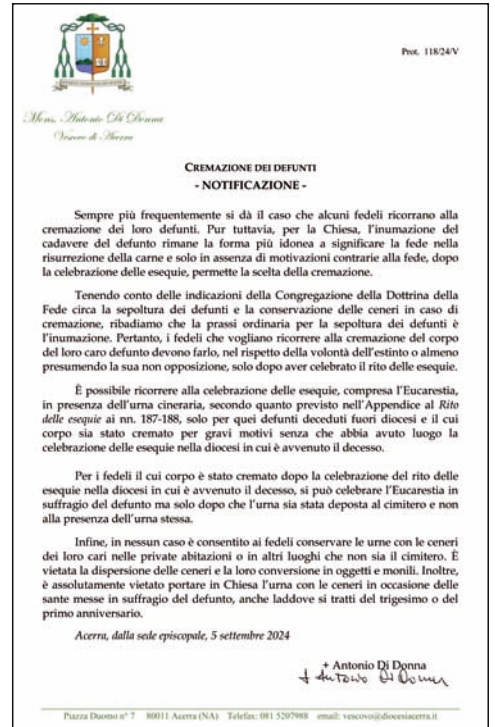 Prot. 118/24/V
Mons. Antonio Di Donna
Vescovo di Acerra
CREMAZIONE DEI DEFUNTI
- NOTIFICAZIONE -
Sempre più frequentemente si dà il caso che alcuni fedeli ricorrano alla
cremazione dei loro defunti. Pur tuttavia, per la Chiesa, l'inumazione del
cadavere del defunto rimane la forma più idonea a significare la fede nella
risurrezione della carne e solo in assenza di motivazioni contrarie alla fede, dopo
la celebrazione delle esequie, permette la scelta della cremazione.
Tenendo conto delle indicazioni della Congregazione della Dottrina della
Fede circa la sepoltura dei defunti e la conservazione delle ceneri in caso di
cremazione, ribadiamo che la prassi ordinaria per la sepoltura dei defunti è
l'inumazione. Pertanto, i fedeli che vogliano ricorrere alla cremazione del corpo
del loro caro defunto devono farlo, nel rispetto della volontà dell'estinto o almeno
presumendo la sua non opposizione, solo dopo aver celebrato il rito delle esequie.
È possibile ricorrere alla celebrazione delle esequie, compresa l'Eucarestia,
in presenza dell'urna cineraria, secondo quanto previsto nell'Appendice al Rito
delle esequie ai nn. 187-188, solo per quei defunti deceduti fuori diocesi e il cui
corpo sia stato cremato per gravi motivi senza che abbia avuto luogo la
celebrazione delle esequie nella diocesi in cui è avvenuto il decesso.
Per i fedeli il cui corpo è stato cremato dopo la celebrazione del rito delle
esequie nella diocesi in cui è avvenuto il decesso, si può celebrare l'Eucarestia in
suffragio del defunto ma solo dopo che l'urna sia stata deposta al cimitero e non
alla presenza dell'urna stessa.
Infine, in nessun caso è consentito ai fedeli conservare le urne con le ceneri
dei loro cari nelle private abitazioni o in altri luoghi che non sia il cimitero. È
vietata la dispersione delle ceneri e la loro conversione in oggetti e monili. Inoltre,
è assolutamente vietato portare in Chiesa l'urna con le ceneri in occasione delle
sante messe in suffragio del defunto, anche laddove si tratti del trigesimo o del
primo anniversario.
Acerra, dalla sede episcopale, 5 settembre 2024
+ Antonio Di Donna
+ Antonio Di Donna
Piazza Duomo n° 7 80011 Acerra (NA) Telefax: 081 5207988 email: vescovo@diocesiacerra.it